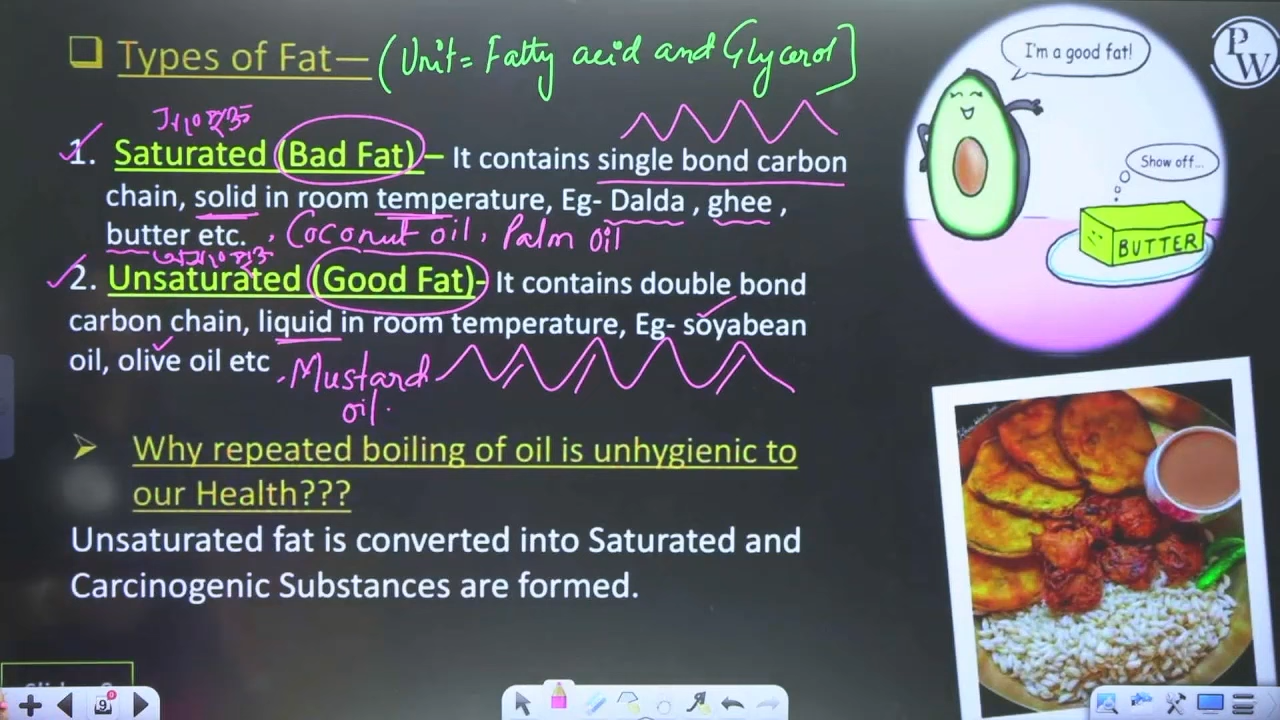 ❑ Types of Fat— (Unit = Fatty acid and Glycerol]
1. Saturated (Bad Fat) – It contains single bond carbon
chain, solid in room temperature, Eg- Dalda , ghee ,
butter etc. , Coconut oil, Palm oil
2. Unsaturated (Good Fat)- It contains double bond
carbon chain, liquid in room temperature, Eg- soyabean
oil, olive oil etc , Mustard
oil.
➤ Why repeated boiling of oil is unhygienic to
our Health???
Unsaturated fat is converted into Saturated and
Carcinogenic Substances are formed.
I'm a good fat!
Show off...
BUTTER
P
W
9